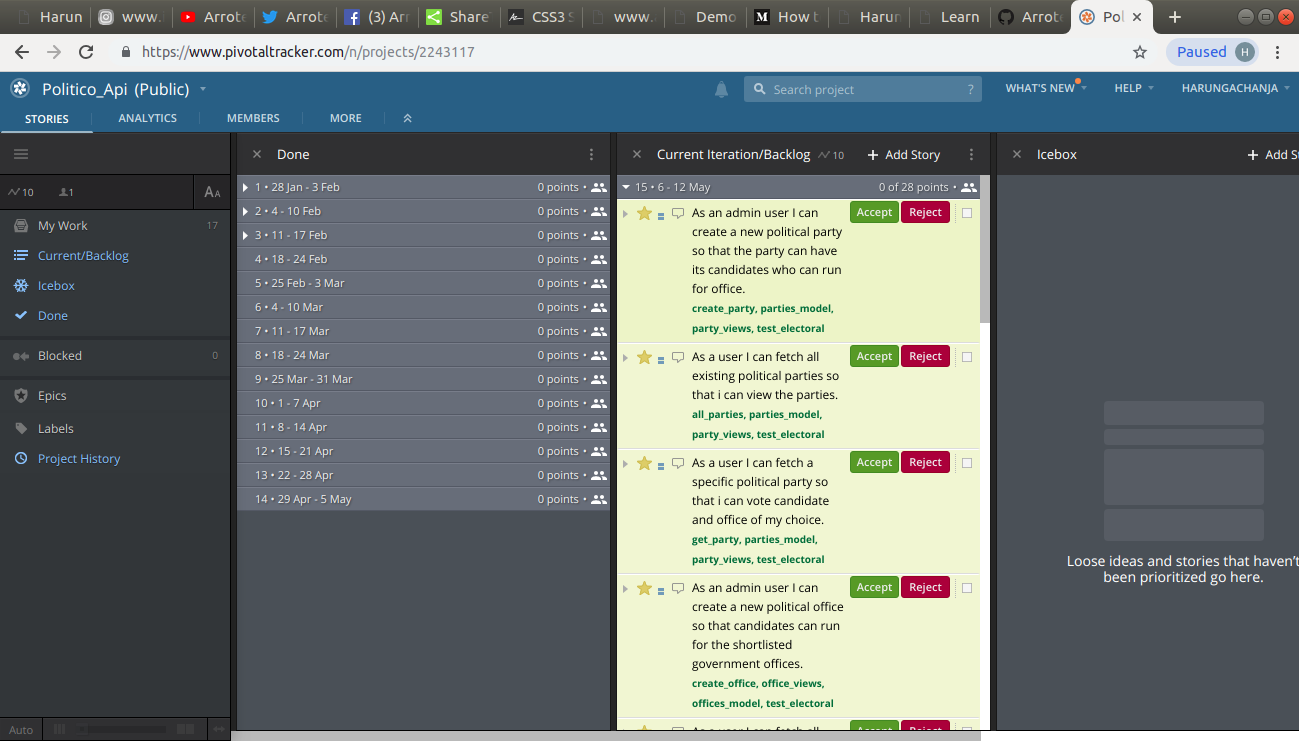 Harun
www.i
Arrote
Arrote
(3) Arr
Share
CSS3 S
www.
Demo
How t
Harun
Learn
Arrote
Pol
https://www.pivotaltracker.com/n/projects/2243117
Paused
H
Politico_Api (Public)
Search project
?
WHAT'S NEW
HELP
HARUNGACHANJA
STORIES
ANALYTICS
MEMBERS
MORE
10
1
AA
My Work
17
Current/Backlog
Icebox
Done
Blocked
0
Epics
Labels
Project History
Auto
Done
1 • 28 Jan - 3 Feb 0 points •
2 • 4 - 10 Feb 0 points •
3 • 11 - 17 Feb 0 points •
4 • 18 - 24 Feb 0 points •
5 • 25 Feb - 3 Mar 0 points •
6 • 4 - 10 Mar 0 points •
7 • 11 - 17 Mar 0 points •
8 • 18 - 24 Mar 0 points •
9 • 25 Mar - 31 Mar 0 points •
10 • 1 - 7 Apr 0 points •
11 • 8 - 14 Apr 0 points •
12 • 15 - 21 Apr 0 points •
13 • 22 - 28 Apr 0 points •
14 • 29 Apr - 5 May 0 points •
Current Iteration/Backlog 10 + Add Story
15 • 6 - 12 May 0 of 28 points •
As an admin user I can Accept Reject
create a new political party
so that the party can have
its candidates who can run
for office.
create_party, parties_model,
party_views, test_electoral
As a user I can fetch all Accept Reject
existing political parties so
that i can view the parties.
all_parties, parties_model,
party_views, test_electoral
As a user I can fetch a Accept Reject
specific political party so
that i can vote candidate
and office of my choice.
get_party, parties_model,
party_views, test_electoral
As an admin user I can Accept Reject
create a new political office
so that candidates can run
for the shortlisted
government offices.
create_office, office_views,
offices_model, test_electoral
As a user I can fetch all Accept Reject
Icebox + Add S
Loose ideas and stories that haven't
been prioritized go here.